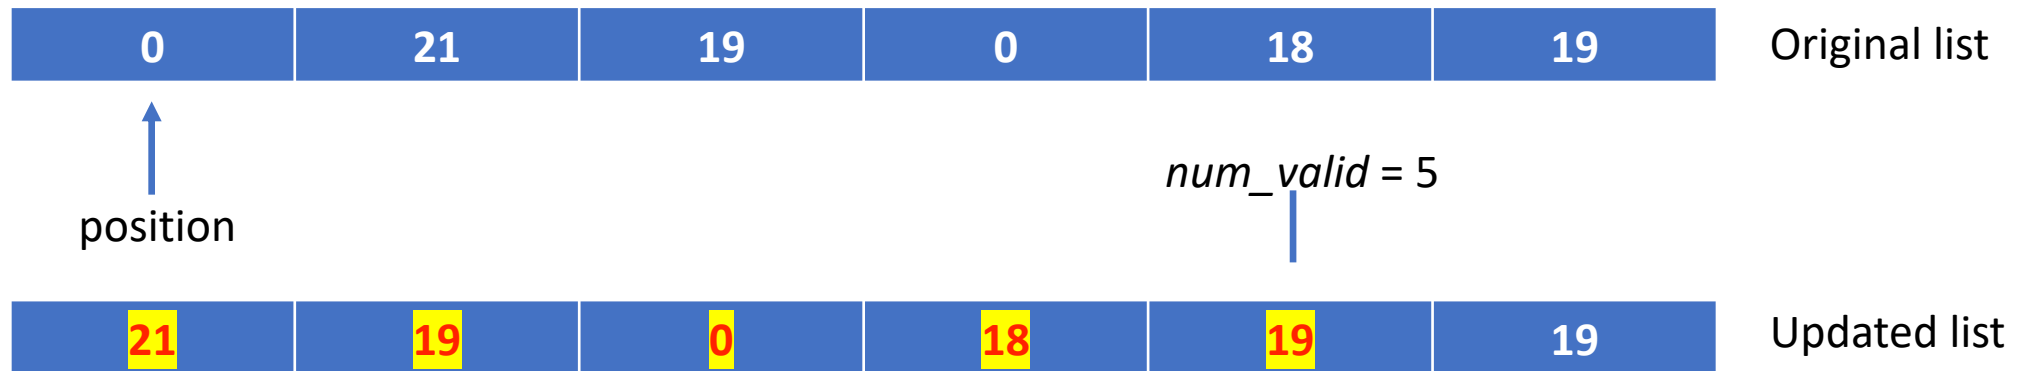 0 21 19 0 18 19 Original list
num_valid = 5
position
21 19 0 18 19 19 Updated list